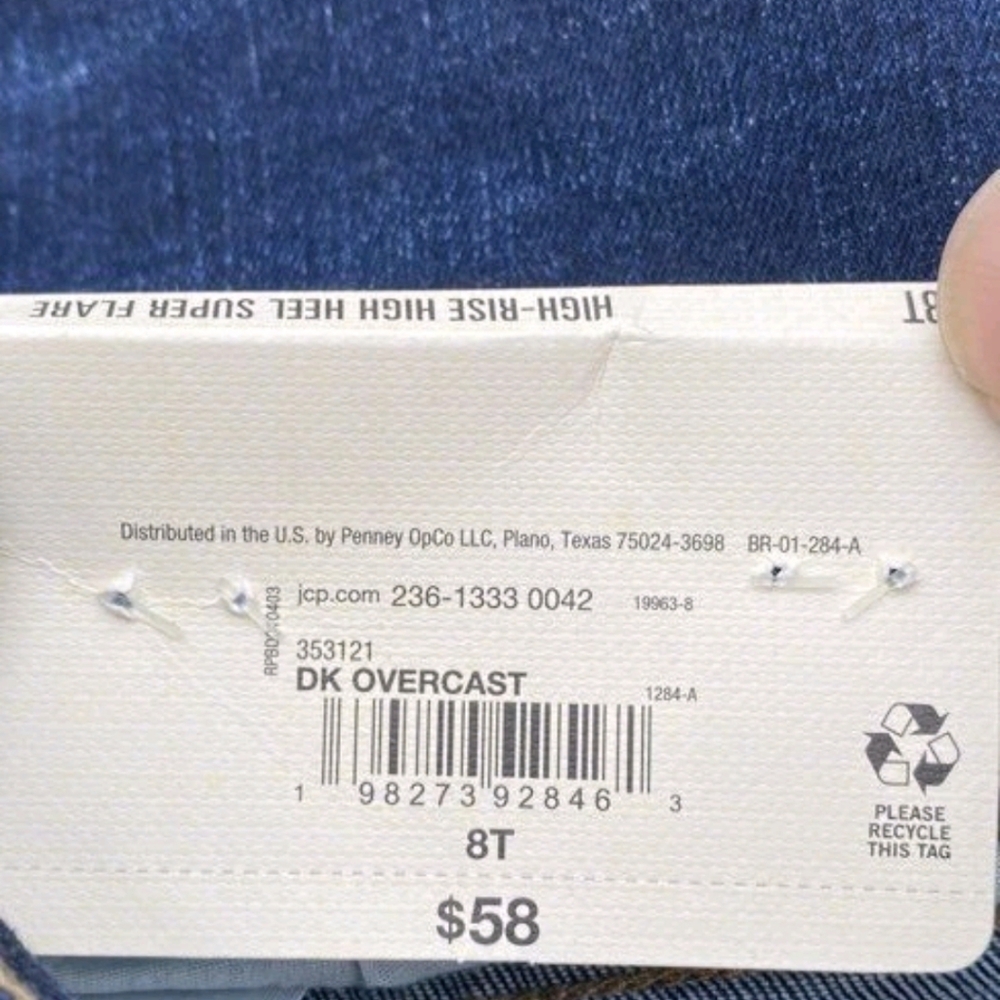 HIGH-RISE HIGH HEEL SUPER FLARE
8T
Distributed in the U.S. by Penney OpCo LLC, Plano, Texas 75024-3698 BR-01-284-A
jcp.com 236-1333 0042 19963-8
353121
DK OVERCAST
1284-A
1 98273 92846 3
8T
$58
PLEASE
RECYCLE
THIS TAG